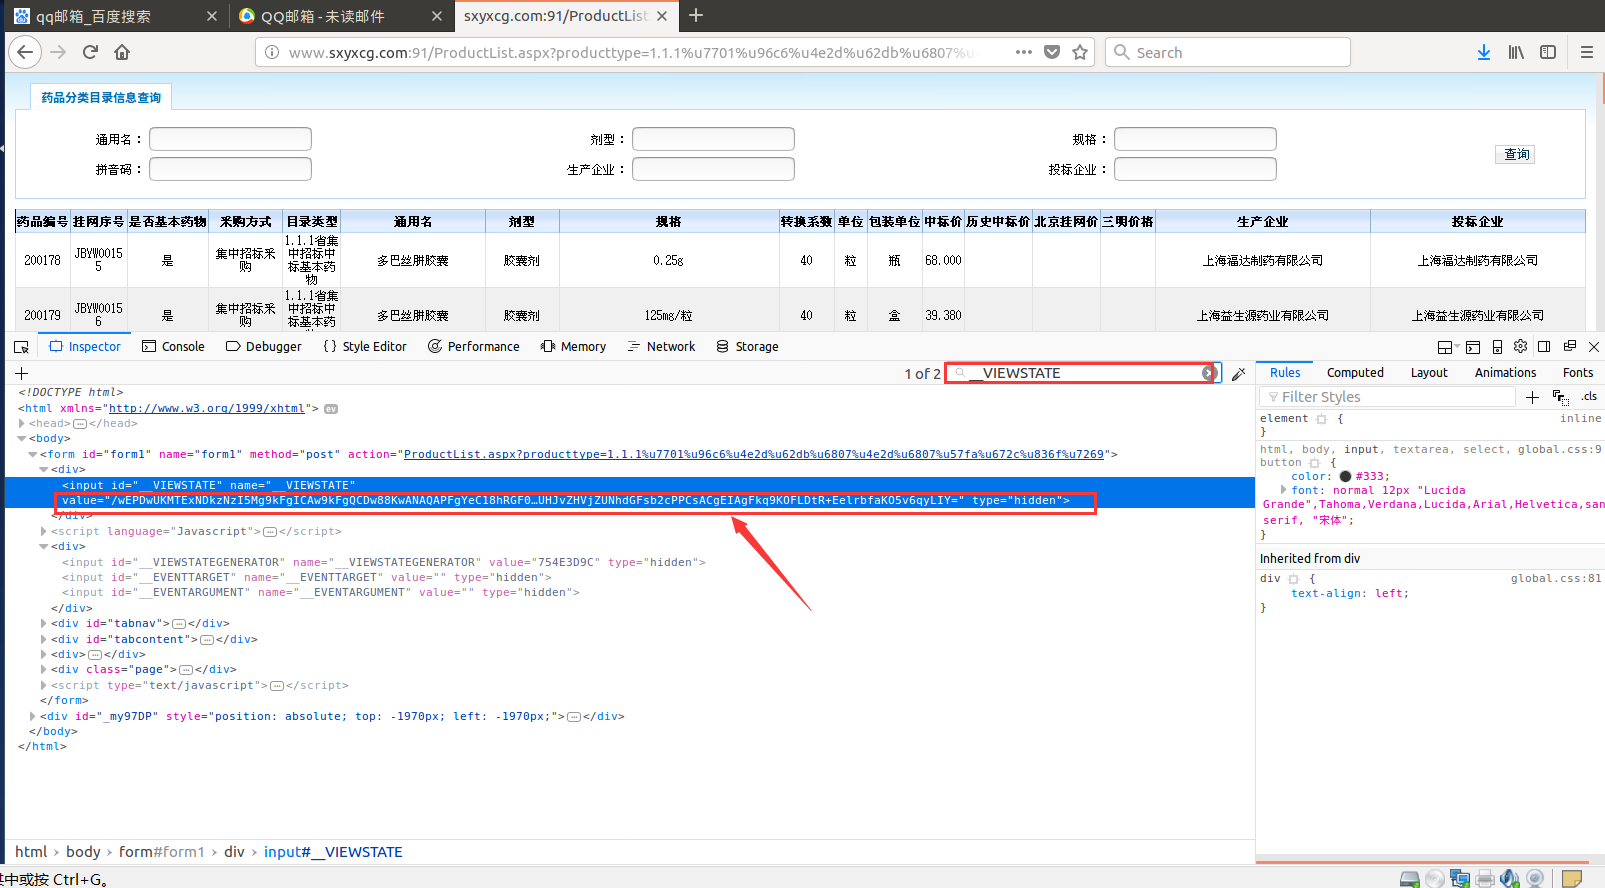 qq邮箱_百度搜索
QQ邮箱 - 未读邮件
sxyxcg.com:91/ProductList
www.sxyxcg.com:91/ProductList.aspx?producttype=1.1.1%u7701%u96c6%u4e2d%u62db%u6807%u
Search
药品分类目录信息查询
通用名：
剂型：
规格：
拼音码：
生产企业：
投标企业：
查询
药品编号 挂网序号 是否基本药物 采购方式 目录类型 通用名 剂型 规格 转换系数 单位 包装单位 中标价 历史中标价 北京挂网价 三明价格 生产企业 投标企业
200178 JBYW00155 是 集中招标采购 1.1.1省集中招标中标基本药物 多巴丝肼胶囊 胶囊剂 0.25g 40 粒 瓶 68.000 上海福达制药有限公司 上海福达制药有限公司
200179 JBYW00156 是 集中招标采购 1.1.1省集中招标中标基本药 多巴丝肼胶囊 胶囊剂 125mg/粒 40 粒 盒 39.380 上海益生源药业有限公司 上海益生源药业有限公司
Inspector Console Debugger {} Style Editor Performance Memory Network Storage
1 of 2 __VIEWSTATE
Rules Computed Layout Animations Fonts
<!DOCTYPE html>
<html xmlns="http://www.w3.org/1999/xhtml"> ev
<head></head>
<body>
<form id="form1" name="form1" method="post" action="ProductList.aspx?producttype=1.1.1%u7701%u96c6%u4e2d%u62db%u6807%u4e2d%u6807%u57fa%u672c%u836f%u7269">
<div>
<input id="__VIEWSTATE" name="__VIEWSTATE"
value="/wEPDwUKMTExNDkzNzI5Mg9kFgICAw9kFgQCDw88KwANAQAPFgYeC18hRGF0…UHJvZHVjZUNhdGFsb2cPPCsACgEIAgFkq9KOFLDtR+EelrbfaKO5v6qyLIY=" type="hidden">
</div>
<script language="Javascript"></script>
<div>
<input id="__VIEWSTATEGENERATOR" name="__VIEWSTATEGENERATOR" value="754E3D9C" type="hidden">
<input id="__EVENTTARGET" name="__EVENTTARGET" value="" type="hidden">
<input id="__EVENTARGUMENT" name="__EVENTARGUMENT" value="" type="hidden">
</div>
<div id="tabnav"></div>
<div id="tabcontent"></div>
<div></div>
<div class="page"></div>
<script type="text/javascript"></script>
</form>
<div id="_my97DP" style="position: absolute; top: -1970px; left: -1970px;"></div>
</body>
</html>
html › body › form#form1 › div › input#__VIEWSTATE
Filter Styles
.cls
element { inline
}
html, body, input, textarea, select, global.css:9
button {
color: #333;
font: normal 12px "Lucida
Grande",Tahoma,Verdana,Lucida,Arial,Helvetica,san
serif, "宋体";
}
Inherited from div
div { global.css:81
text-align: left;
}
中或按 Ctrl+G。